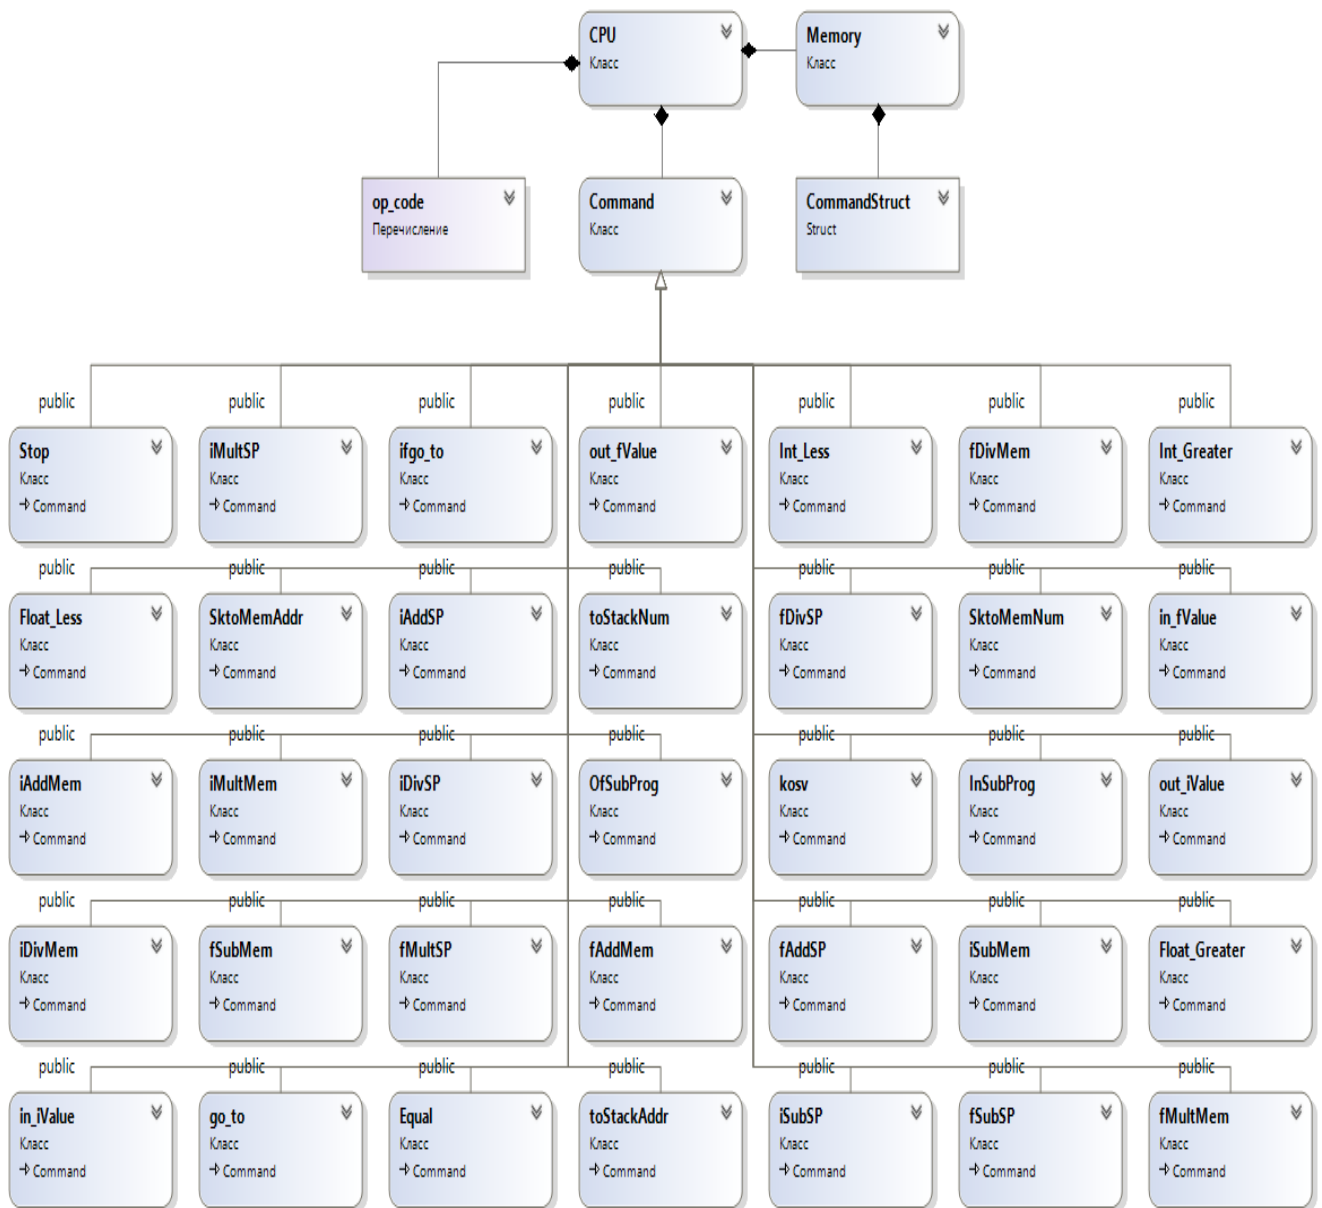 CPU
Класс
Memory
Класс
op_code
Перечисление
Command
Класс
CommandStruct
Struct
public
public
public
public
public
public
public
Stop
Класс
Command
iMultSP
Класс
Command
ifgo_to
Класс
Command
out_fValue
Класс
Command
Int_Less
Класс
Command
fDivMem
Класс
Command
Int_Greater
Класс
Command
public
public
public
public
public
public
public
Float_Less
Класс
Command
SktoMemAddr
Класс
Command
iAddSP
Класс
Command
toStackNum
Класс
Command
fDivSP
Класс
Command
SktoMemNum
Класс
Command
in_fValue
Класс
Command
public
public
public
public
public
public
public
iAddMem
Класс
Command
iMultMem
Класс
Command
iDivSP
Класс
Command
OfSubProg
Класс
Command
kosv
Класс
Command
InSubProg
Класс
Command
out_iValue
Класс
Command
public
public
public
public
public
public
public
iDivMem
Класс
Command
fSubMem
Класс
Command
fMultSP
Класс
Command
fAddMem
Класс
Command
fAddSP
Класс
Command
iSubMem
Класс
Command
Float_Greater
Класс
Command
public
public
public
public
public
public
public
in_iValue
Класс
Command
go_to
Класс
Command
Equal
Класс
Command
toStackAddr
Класс
Command
iSubSP
Класс
Command
fSubSP
Класс
Command
fMultMem
Класс
Command